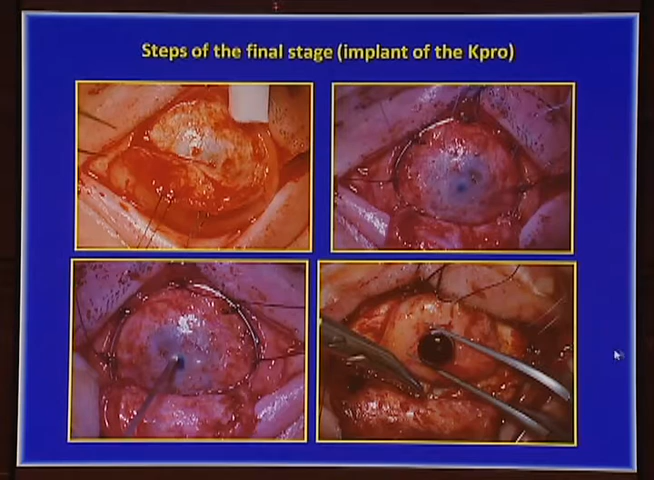 Steps of the final stage (implant of the Kpro)